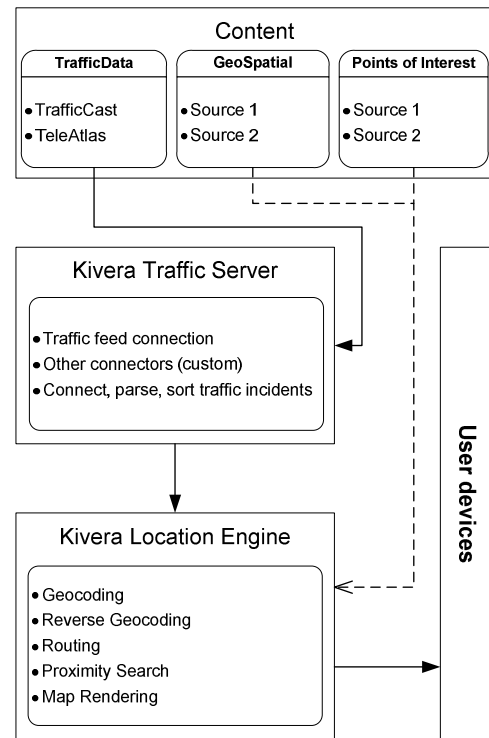 Content
TrafficData
• TrafficCast
• TeleAtlas
GeoSpatial
• Source 1
• Source 2
Points of Interest
• Source 1
• Source 2
Kivera Traffic Server
• Traffic feed connection
• Other connectors (custom)
• Connect, parse, sort traffic incidents
Kivera Location Engine
• Geocoding
• Reverse Geocoding
• Routing
• Proximity Search
• Map Rendering
User devices